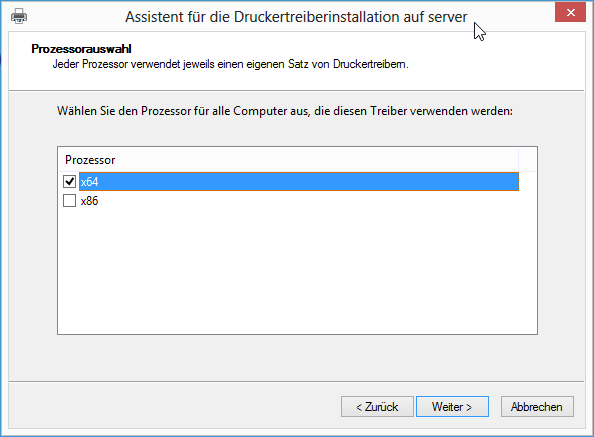 Assistent für die Druckertreiberinstallation auf server
Prozessorauswahl
Jeder Prozessor verwendet jeweils einen eigenen Satz von Druckertreibern.
Wählen Sie den Prozessor für alle Computer aus, die diesen Treiber verwenden werden:
Prozessor
x64
x86
< Zurück Weiter > Abbrechen